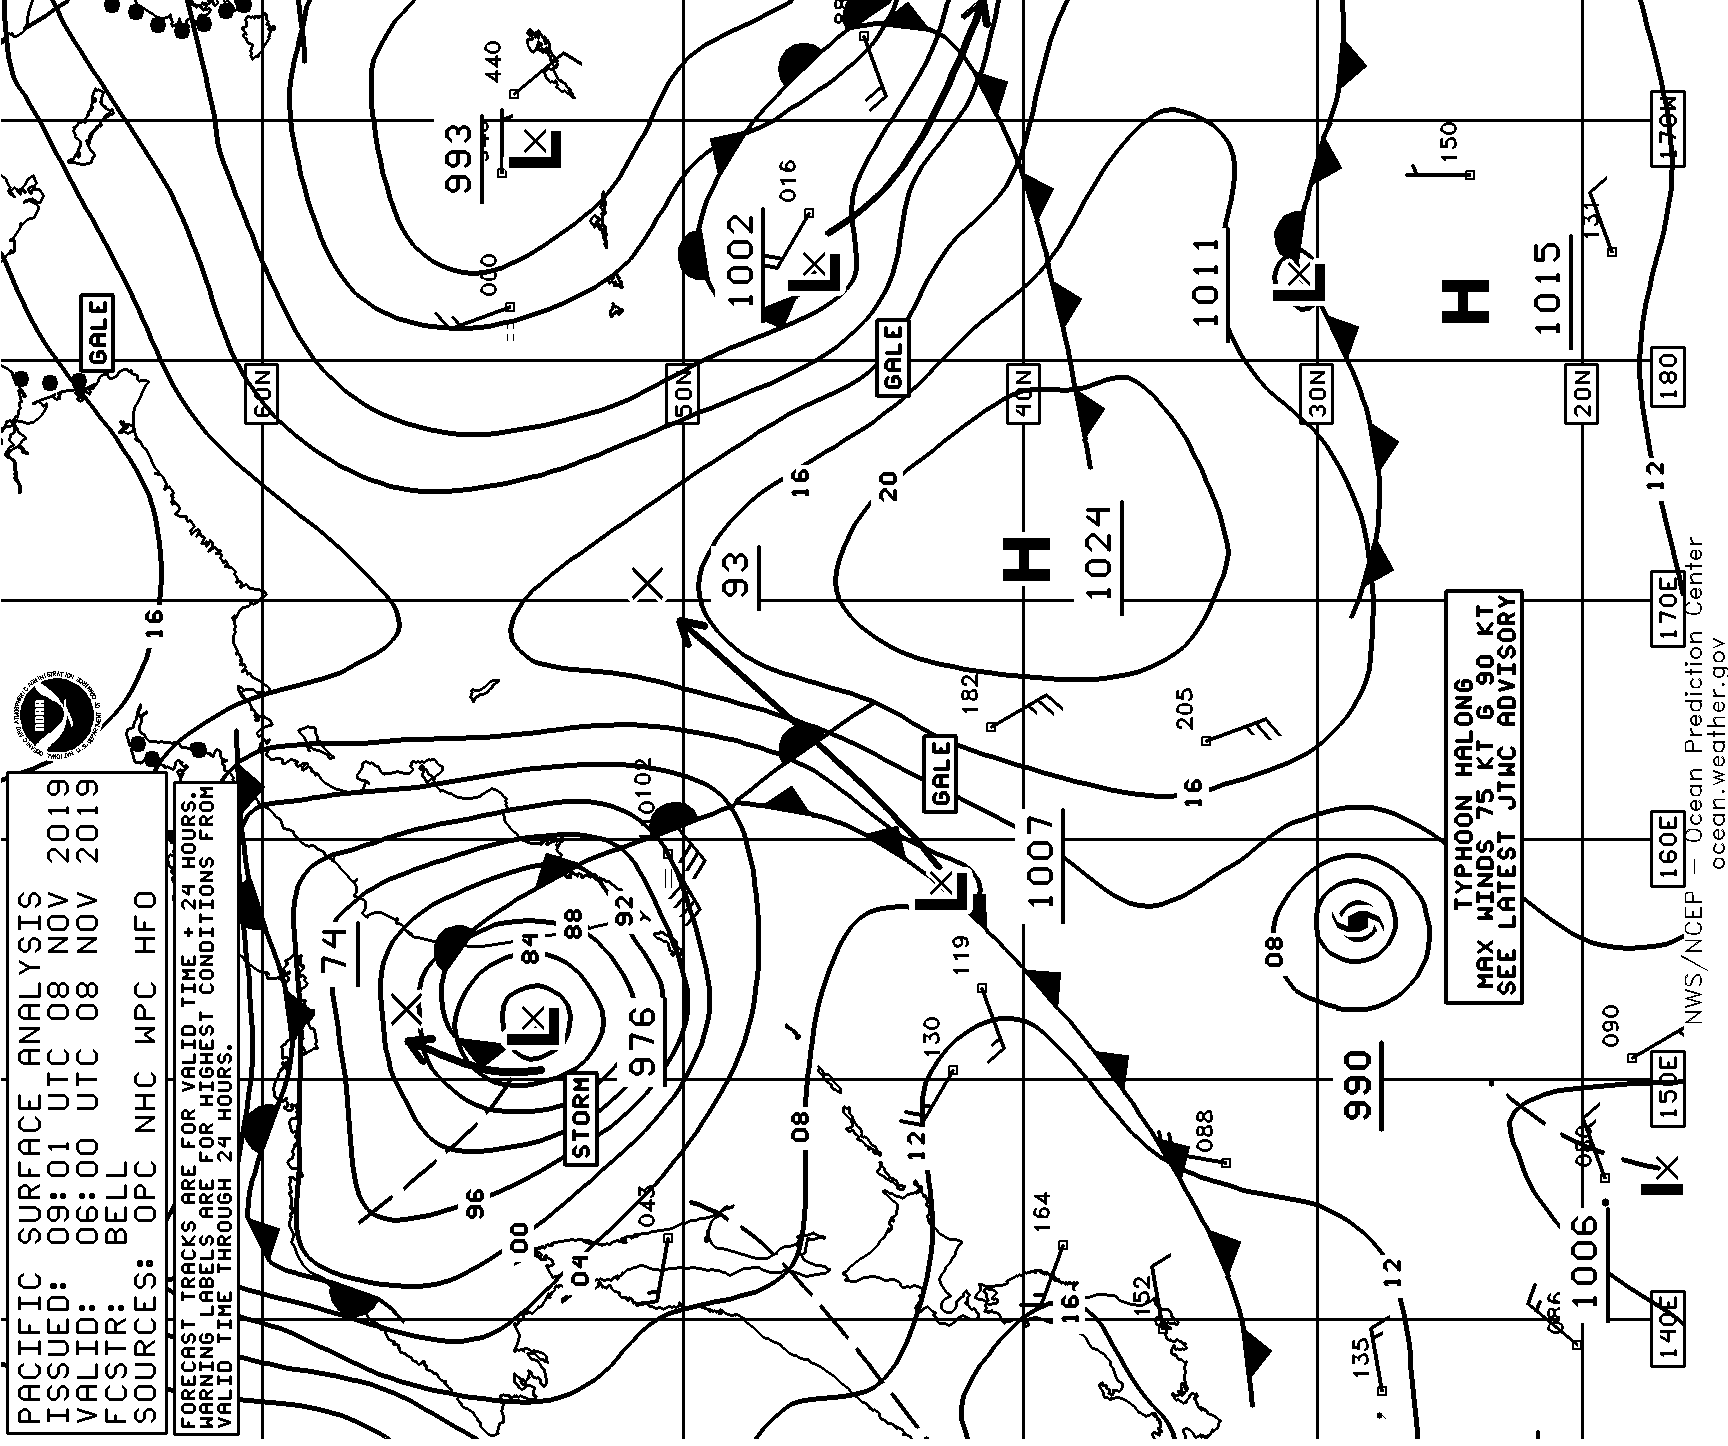 PACIFIC SURFACE ANALYSIS
ISSUED: 09:01 UTC 08 NOV 2019
VALID: 06:00 UTC 08 NOV 2019
FCSTR: BELL
SOURCES: OPC NHC WPC HFO
FORECAST TRACKS ARE FOR VALID TIME + 24 HOURS.
WARNING LABELS ARE FOR HIGHEST CONDITIONS FROM
VALID TIME THROUGH 24 HOURS.
NOAA
16
GALE
60N
993
L
440
000
1002
L
016
50N
GALE
16
20
93
H
1024
40N
1011
L
30N
H
1015
150
20N
170W
180
12
170E
160E
150E
140E
182
205
GALE
16
1007
L
119
130
TYPHOON HALONG
MAX WINDS 75 KT G 90 KT
SEE LATEST JTWC ADVISORY
08
990
74
84
88
92
L
976
STORM
96
00
04
043
08
12
0102
088
164
16
152
12
135
090
1006
NWS/NCEP – Ocean Prediction Center
ocean.weather.gov